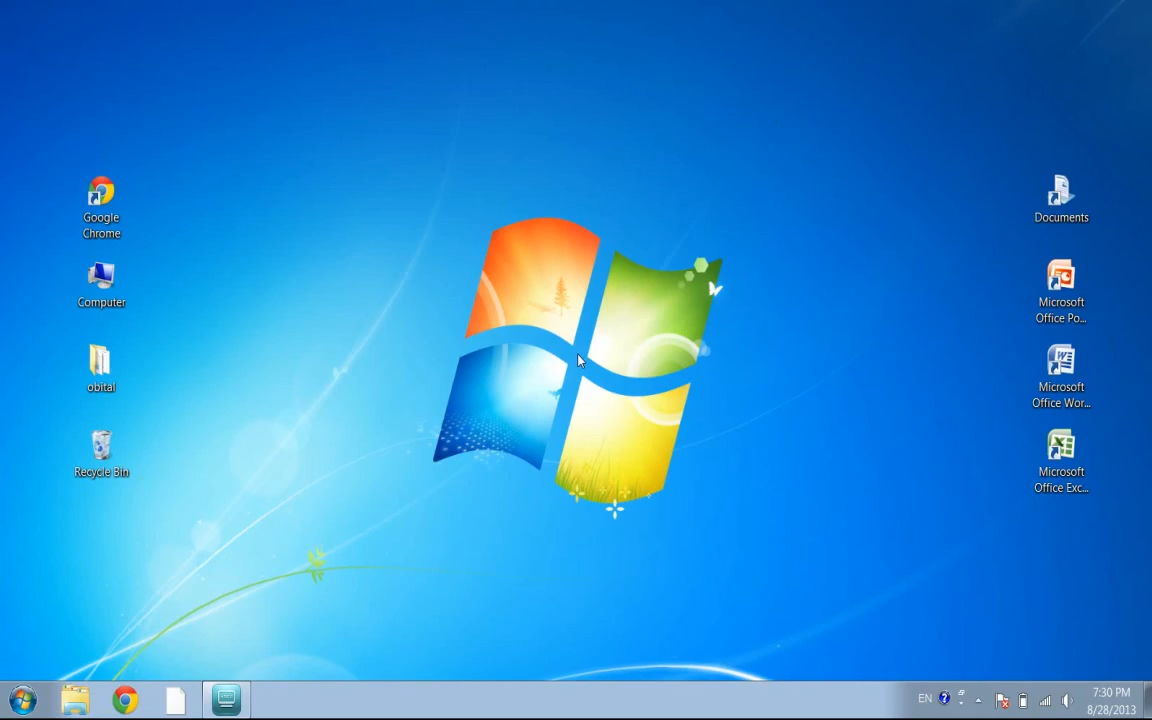 Google
Chrome
Computer
obital
Recycle Bin
Documents
Microsoft
Office Po...
Microsoft
Office Wor...
Microsoft
Office Exc...
EN
7:30 PM
8/28/2013